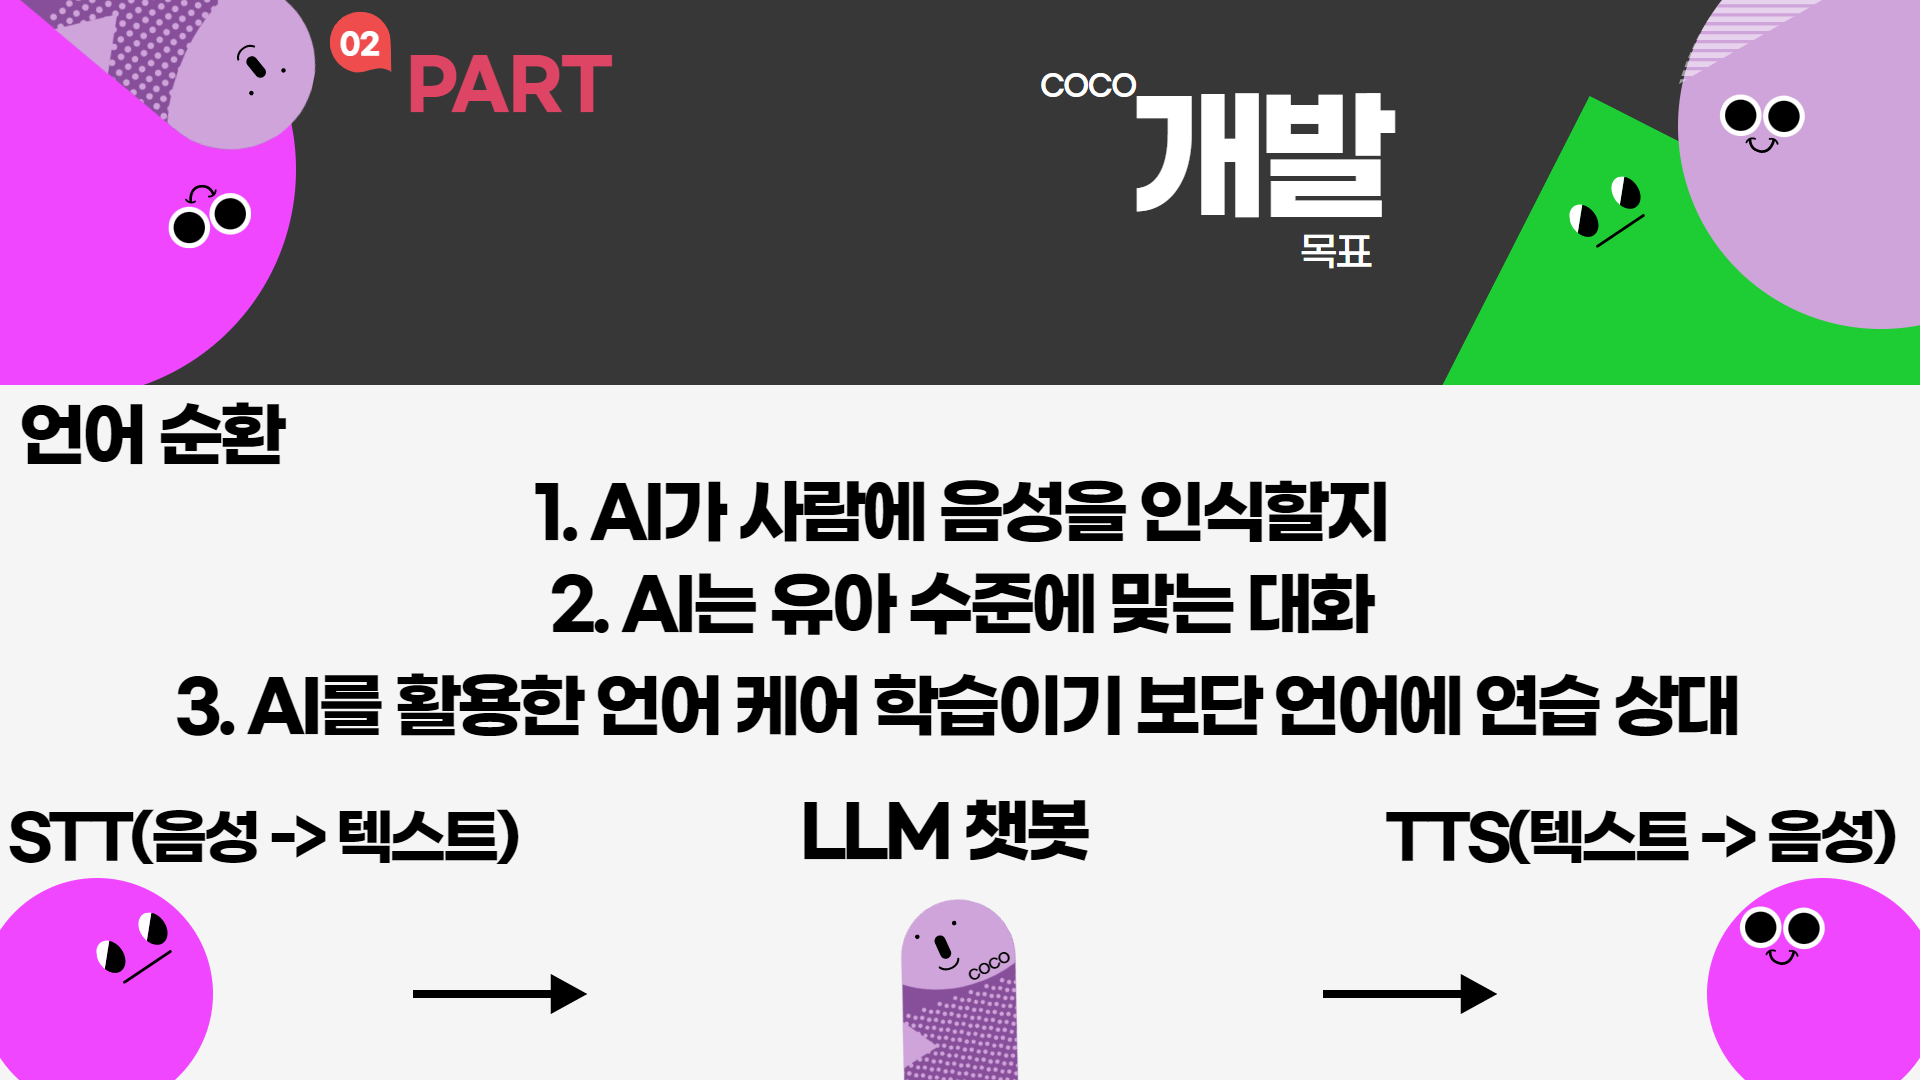 02
PART
COCO
개발
목표
언어 순환
1. AI가 사람에 음성을 인식할지
2. AI는 유아 수준에 맞는 대화
3. AI를 활용한 언어 케어 학습이기 보단 언어에 연습 상대
STT(음성 -> 텍스트)
LLM 챗봇
TTS(텍스트 -> 음성)
COCO